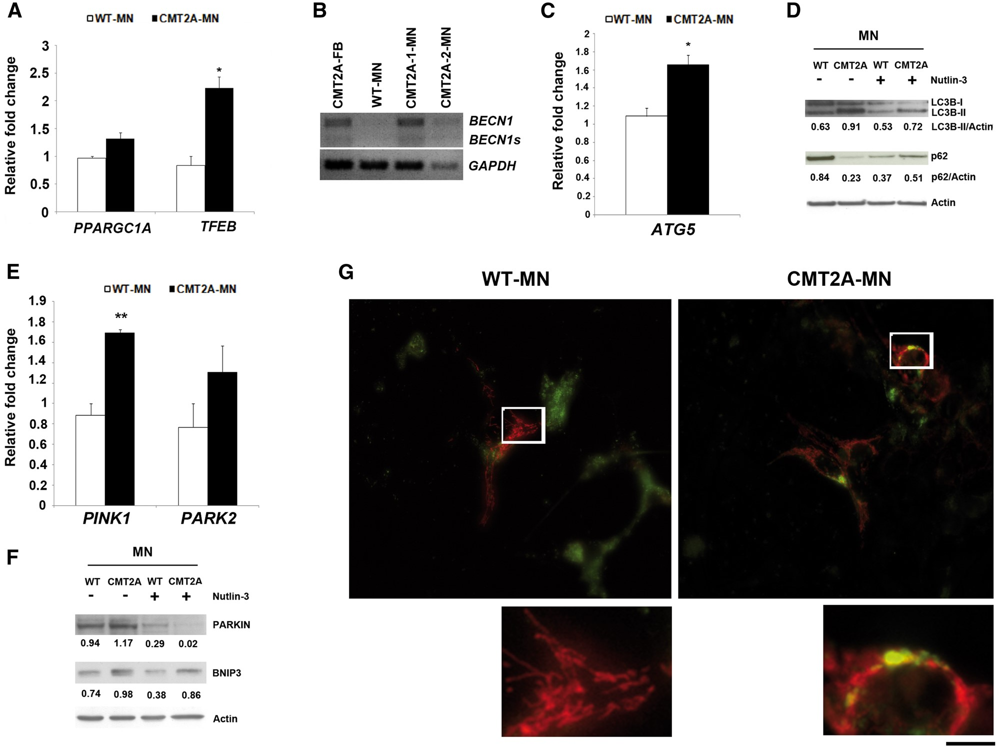 A
WT-MN CMT2A-MN
Relative fold change
3
2.5
2
1.5
1
0.5
0
*
PPARGC1A TFEB
B
CMT2A-FB
WT-MN
CMT2A-1-MN
CMT2A-2-MN
BECN1
BECN1s
GAPDH
C
WT-MN CMT2A-MN
Relative fold change
2
1.8
1.6
1.4
1.2
1
0.8
0.6
0.4
0.2
0
*
ATG5
D
MN
WT CMT2A WT CMT2A
- - + + Nutlin-3
LC3B-I
LC3B-II
0.63 0.91 0.53 0.72 LC3B-II/Actin
p62
0.84 0.23 0.37 0.51 p62/Actin
Actin
E
WT-MN CMT2A-MN
Relative fold change
1.9
1.8
1.6
1.4
1.2
1
0.8
0.6
0.4
0.2
0
**
PINK1 PARK2
F
MN
WT CMT2A WT CMT2A
- - + + Nutlin-3
PARKIN
0.94 1.17 0.29 0.02
BNIP3
0.74 0.98 0.38 0.86
Actin
G
WT-MN CMT2A-MN